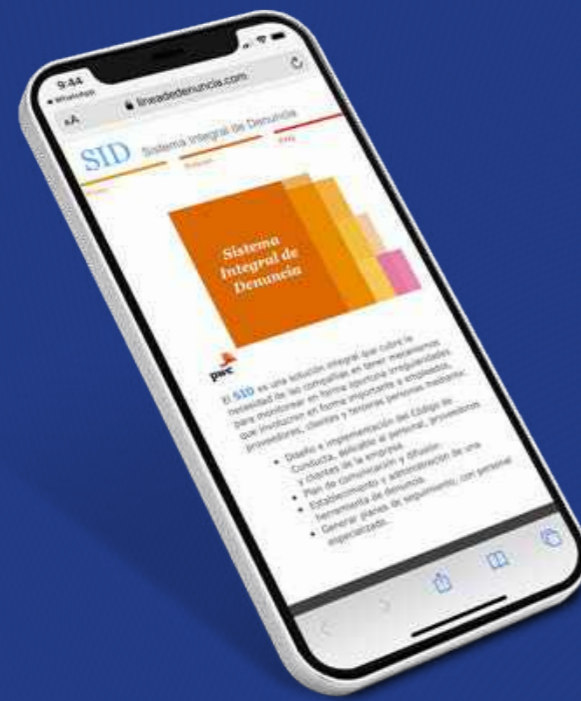 9:44
WhatsApp
AA
lineadedenuncia.com
SID Sistema Integral de Denuncia
Sistema
Integral de
Denuncia
pwc
El SID es una solución integral que cubre la
necesidad de las compañías en tener mecanismos
para monitorear en forma oportuna irregularidades
que involucren en forma importante a empleados,
proveedores, clientes y terceras personas mediante:
• Diseño e implementación del Código de
Conducta, aplicable al personal, proveedores
y clientes de la empresa.
• Plan de comunicación y difusión.
• Establecimiento y administración de una
herramienta de denuncia.
• Generar planes de seguimiento, con personal
especializado.